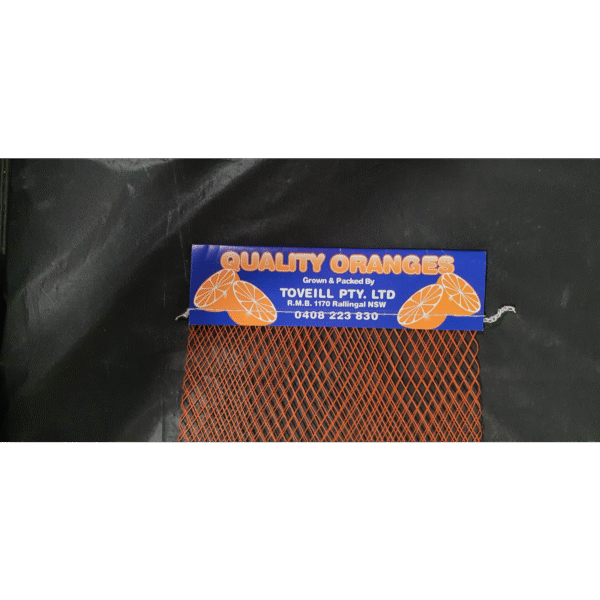 QUALITY ORANGES
Grown & Packed By
TOVEILL PTY. LTD
R.M.B. 1170 Rallingal NSW
0408 223 830